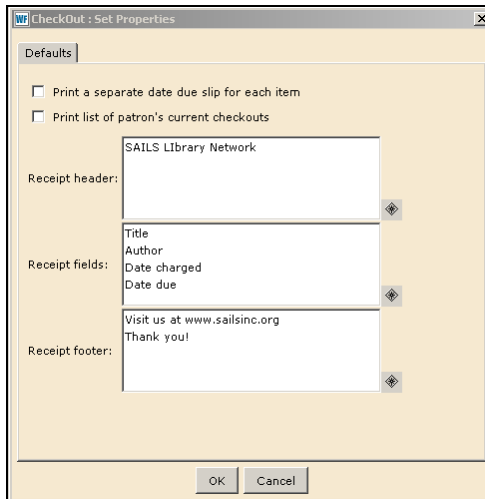 WF CheckOut : Set Properties
Defaults
Print a separate date due slip for each item
Print list of patron's current checkouts
Receipt header:
SAILS LIbrary Network
Receipt fields:
Title
Author
Date charged
Date due
Receipt footer:
Visit us at www.sailsinc.org
Thank you!
OK Cancel